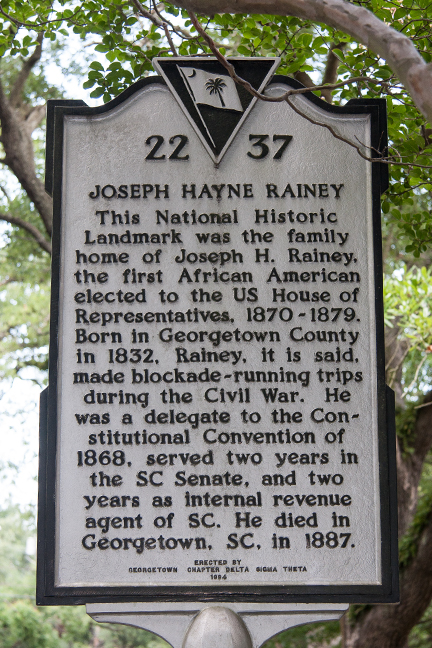 22 37
JOSEPH HAYNE RAINEY
This National Historic
Landmark was the family
home of Joseph H. Rainey,
the first African American
elected to the US House of
Representatives, 1870-1879.
Born in Georgetown County
in 1832, Rainey, it is said,
made blockade-running trips
during the Civil War. He
was a delegate to the Con-
stitutional Convention of
1868, served two years in
the SC Senate, and two
years as internal revenue
agent of SC. He died in
Georgetown, SC, in 1887.
ERECTED BY
GEORGETOWN CHAPTER DELTA SIGMA THETA
1994